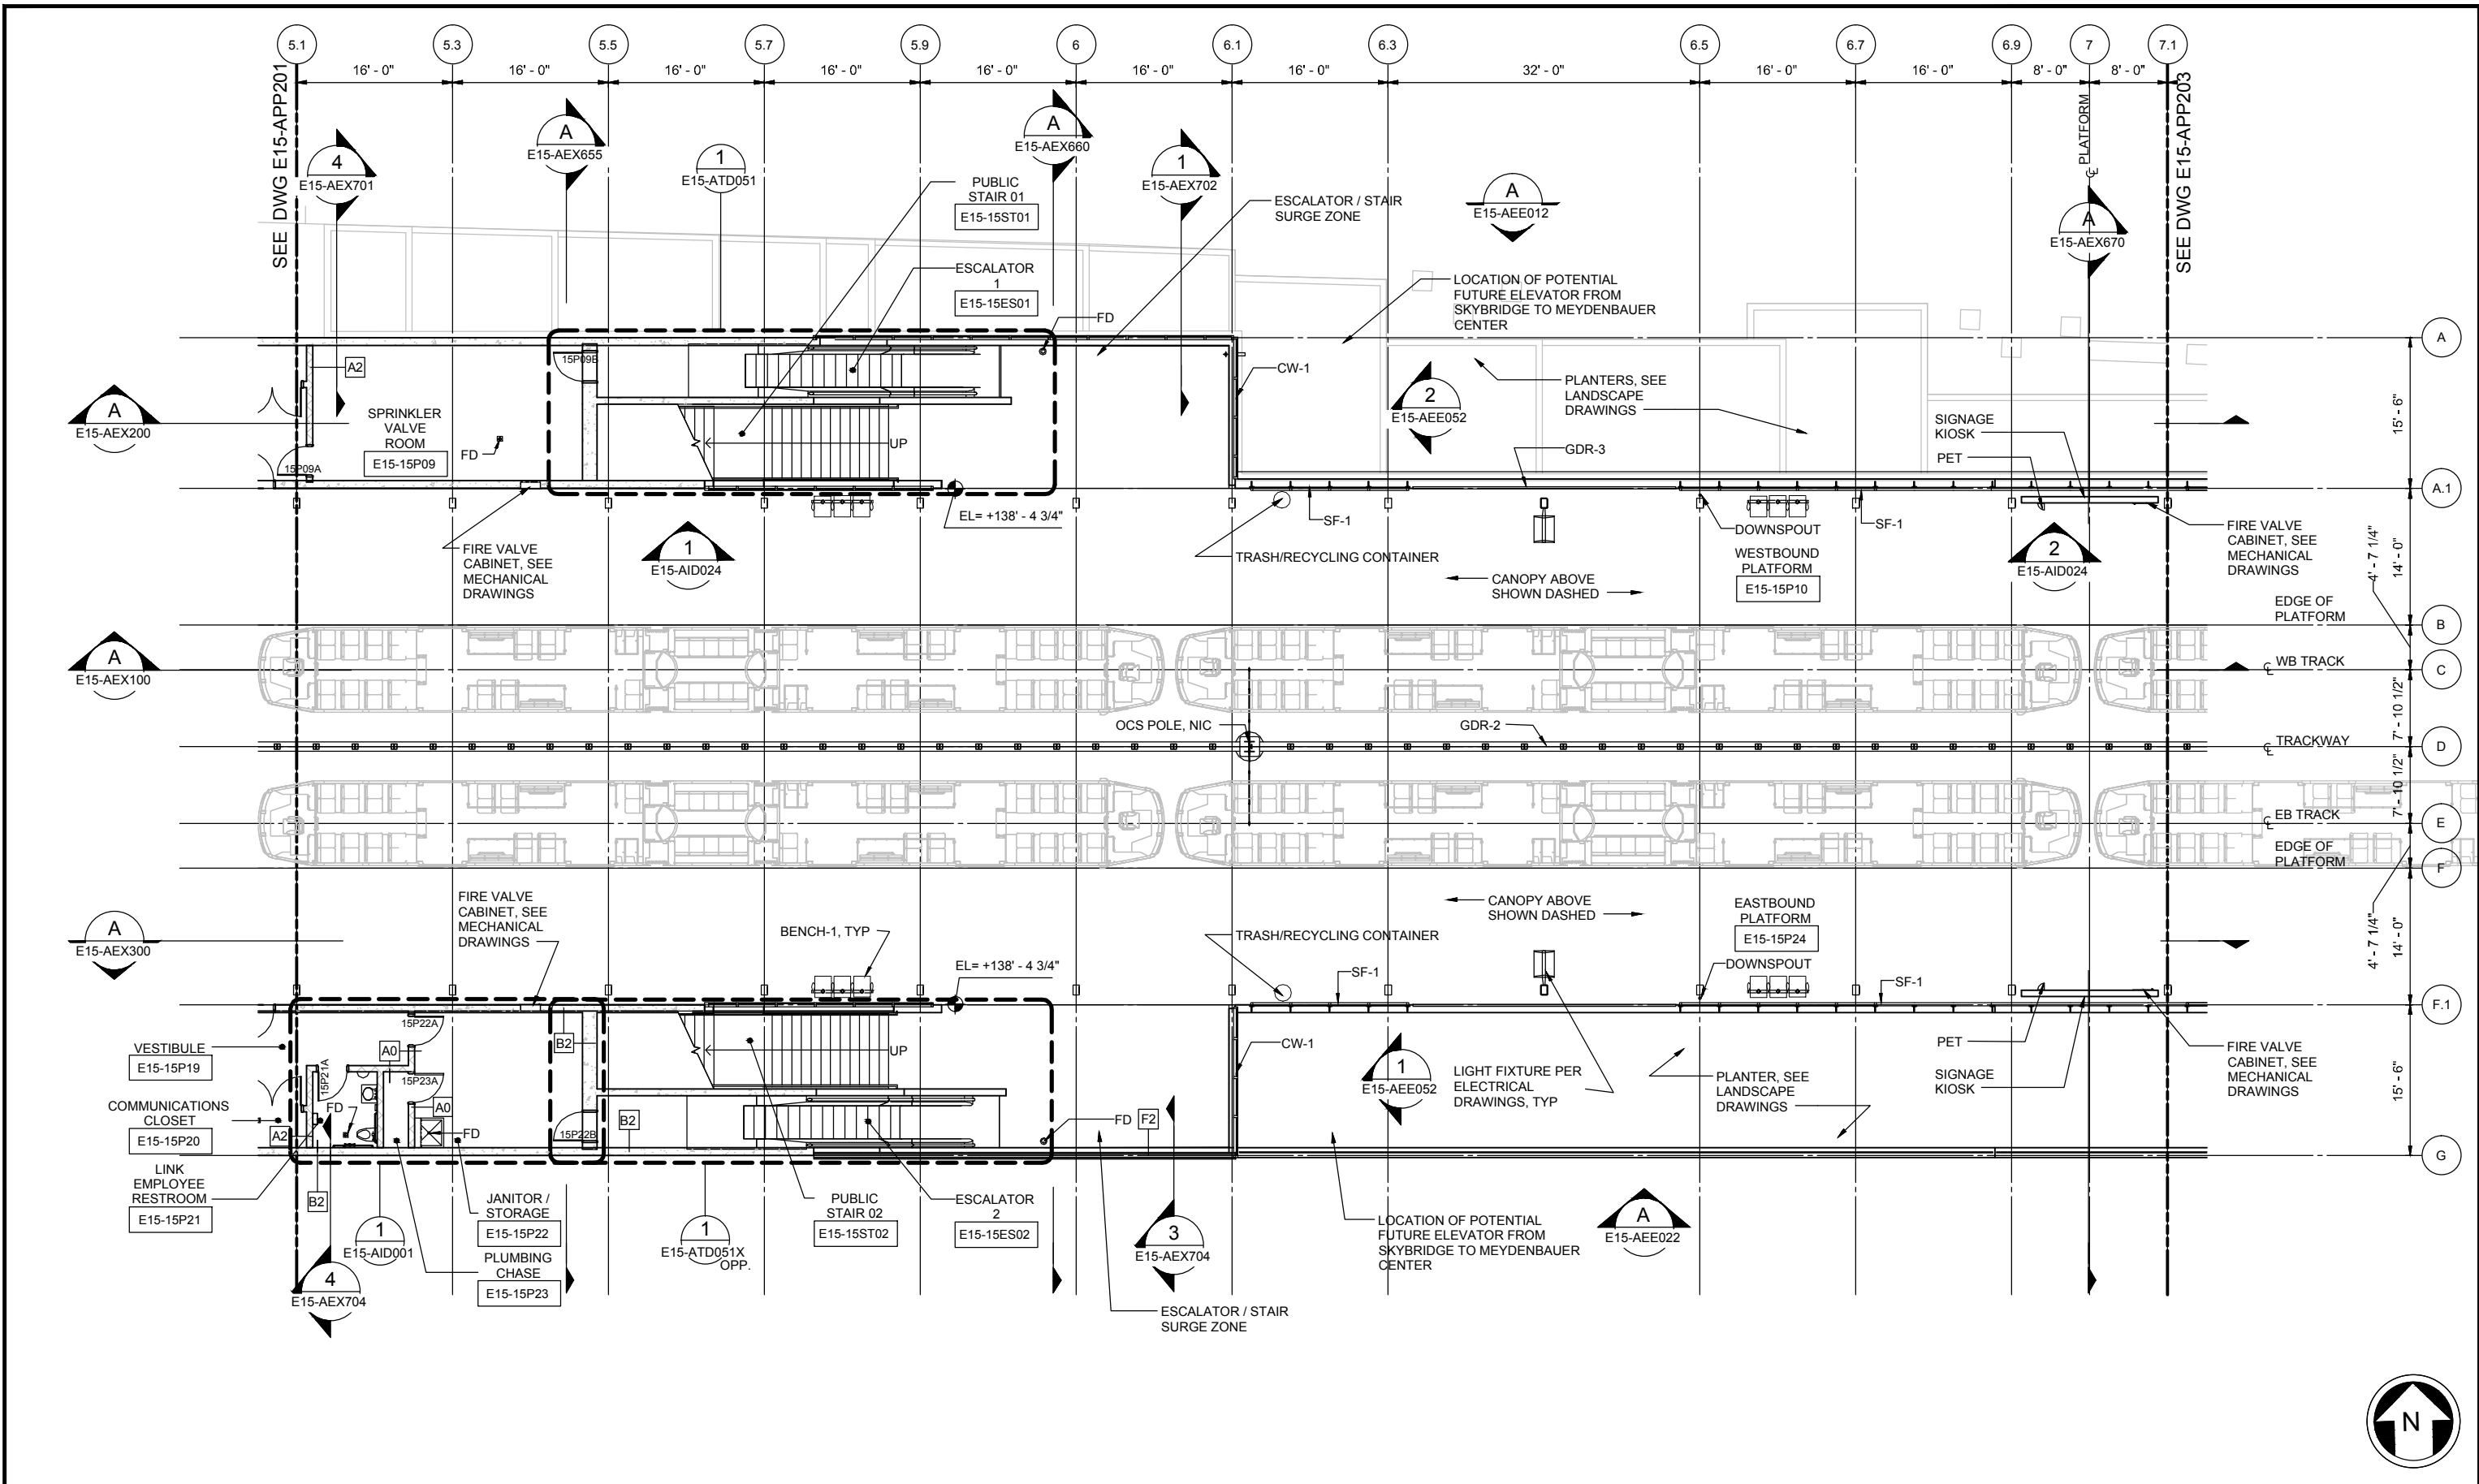 5.1
5.3
5.5
5.7
5.9
6
6.1
6.3
6.5
6.7
6.9
7
7.1
16' - 0"
16' - 0"
16' - 0"
16' - 0"
16' - 0"
16' - 0"
16' - 0"
32' - 0"
16' - 0"
16' - 0"
8' - 0"
8' - 0"
SEE DWG E15-APP201
SEE DWG E15-APP203
PLATFORM
4
E15-AEX701
A
E15-AEX655
1
E15-ATD051
A
E15-AEX660
1
E15-AEX702
A
E15-AEE012
A
E15-AEX670
PUBLIC
STAIR 01
E15-15ST01
ESCALATOR / STAIR
SURGE ZONE
ESCALATOR
1
E15-15ES01
FD
LOCATION OF POTENTIAL
FUTURE ELEVATOR FROM
SKYBRIDGE TO MEYDENBAUER
CENTER
A
15P09B
A2
CW-1
PLANTERS, SEE
LANDSCAPE
DRAWINGS
2
E15-AEE052
A
E15-AEX200
SPRINKLER
VALVE
ROOM
E15-15P09
FD
15P09A
UP
GDR-3
SIGNAGE
KIOSK
PET
15' - 6"
A.1
EL= +138' - 4 3/4"
SF-1
DOWNSPOUT
SF-1
FIRE VALVE
CABINET, SEE
MECHANICAL
DRAWINGS
1
E15-AID024
TRASH/RECYCLING CONTAINER
WESTBOUND
PLATFORM
E15-15P10
2
E15-AID024
FIRE VALVE
CABINET, SEE
MECHANICAL
DRAWINGS
CANOPY ABOVE
SHOWN DASHED
4' - 7 1/4"
14' - 0"
EDGE OF
PLATFORM
B
A
E15-AEX100
WB TRACK
C
OCS POLE, NIC
GDR-2
7' - 10 1/2"
TRACKWAY
D
7' - 10 1/2"
EB TRACK
E
EDGE OF
PLATFORM
F
FIRE VALVE
CABINET, SEE
MECHANICAL
DRAWINGS
A
E15-AEX300
BENCH-1, TYP
EL= +138' - 4 3/4"
TRASH/RECYCLING CONTAINER
CANOPY ABOVE
SHOWN DASHED
EASTBOUND
PLATFORM
E15-15P24
DOWNSPOUT
SF-1
SF-1
4' - 7 1/4"
14' - 0"
F.1
VESTIBULE
E15-15P19
15P22A
A0
15P21A
15P23A
B2
UP
CW-1
1
E15-AEE052
LIGHT FIXTURE PER
ELECTRICAL
DRAWINGS, TYP
PLANTER, SEE
LANDSCAPE
DRAWINGS
PET
SIGNAGE
KIOSK
FIRE VALVE
CABINET, SEE
MECHANICAL
DRAWINGS
15' - 6"
COMMUNICATIONS
CLOSET
E15-15P20
FD
A0
A2
FD
15P22B
B2
FD
F2
G
LINK
EMPLOYEE
RESTROOM
E15-15P21
B2
1
E15-AID001
JANITOR /
STORAGE
E15-15P22
PLUMBING
CHASE
E15-15P23
4
E15-AEX704
1
E15-ATD051X
OPP.
PUBLIC
STAIR 02
E15-15ST02
ESCALATOR
2
E15-15ES02
3
E15-AEX704
ESCALATOR / STAIR
SURGE ZONE
LOCATION OF POTENTIAL
FUTURE ELEVATOR FROM
SKYBRIDGE TO MEYDENBAUER
CENTER
A
E15-AEE022
N